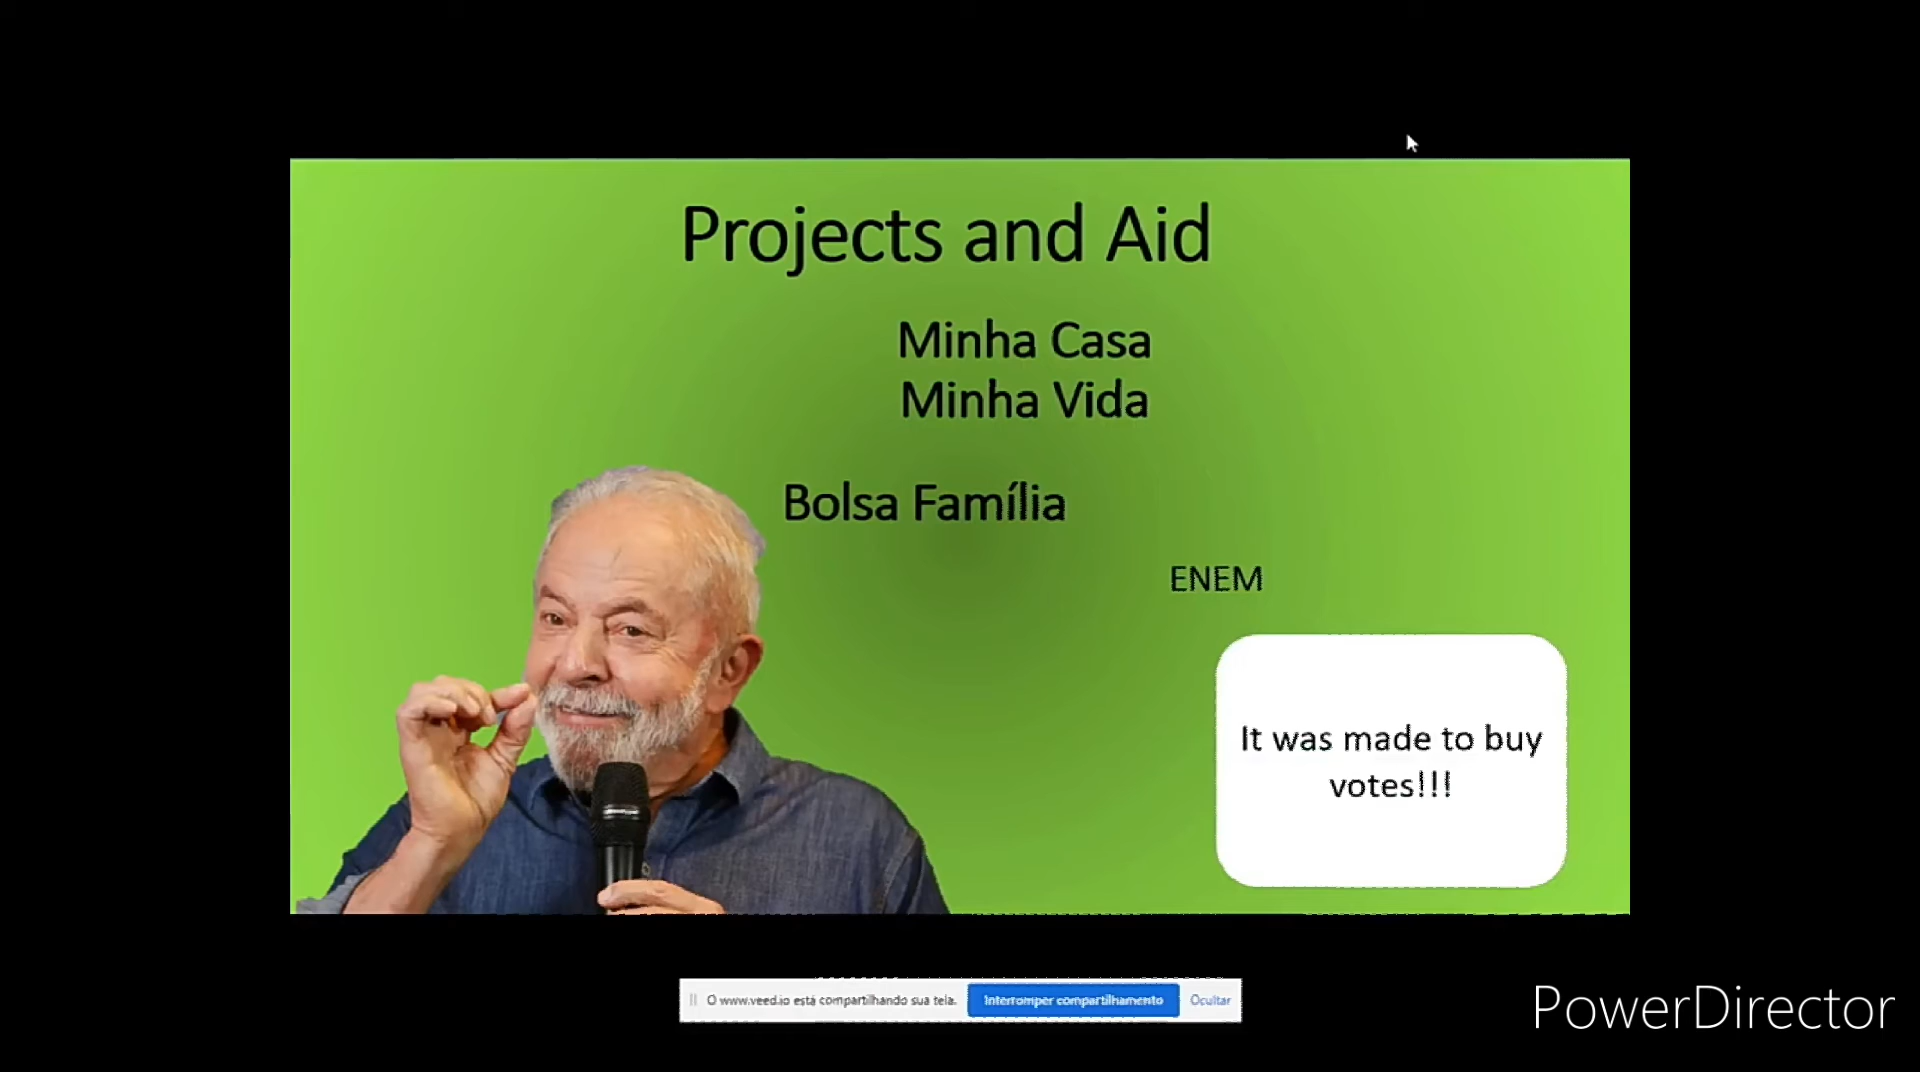 Projects and Aid
Minha Casa
Minha Vida
Bolsa Família
ENEM
It was made to buy
votes!!!
O www.veed.io está compartilhando sua tela.
Interromper compartilhamento
Ocultar
PowerDirector